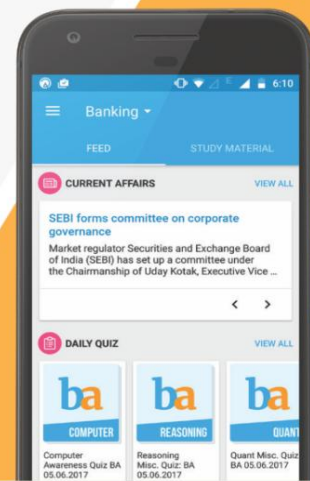 6:10
Banking
FEED STUDY MATERIAL
CURRENT AFFAIRS VIEW ALL
SEBI forms committee on corporate
governance
Market regulator Securities and Exchange Board
of India (SEBI) has set up a committee under
the Chairmanship of Uday Kotak, Executive Vice ...
DAILY QUIZ VIEW ALL
ba ba ba
COMPUTER REASONING QUANT
Computer
Awareness Quiz BA
05.06.2017
Reasoning
Misc. Quiz: BA
05.06.2017
Quant Misc. Quiz
BA 05.06.2017